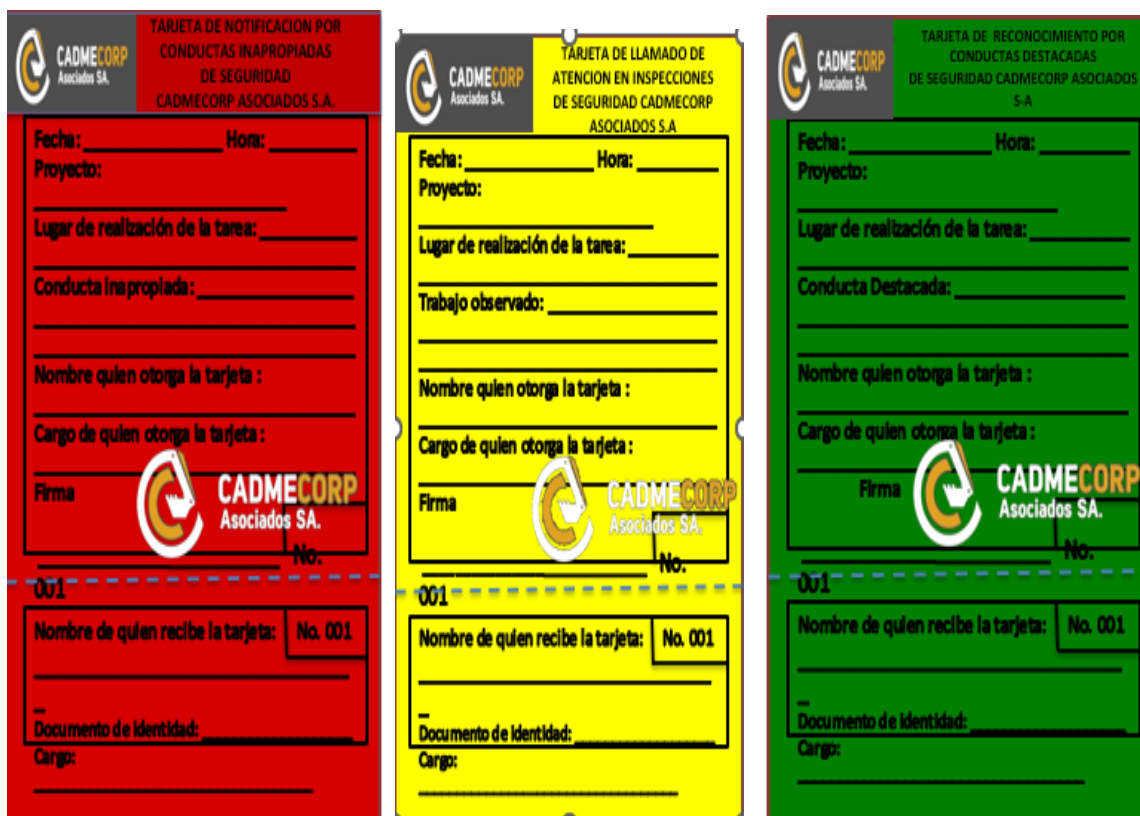 CADMECORP
Asociados SA.
TARJETA DE NOTIFICACION POR
CONDUCTAS INAPROPIADAS
DE SEGURIDAD
CADMECORP ASOCIADOS S.A.
Fecha: Hora:
Proyecto:
Lugar de realización de la tarea:
Conducta Inapropiada:
Nombre quien otorga la tarjeta :
Cargo de quien otorga la tarjeta :
Firma
CADMECORP
Asociados SA.
No.
001
Nombre de quien recibe la tarjeta: No. 001
Documento de Identidad:
Cargo:
CADMECORP
Asociados SA.
TARJETA DE LLAMADO DE
ATENCION EN INSPECCIONES
DE SEGURIDAD CADMECORP
ASOCIADOS S.A
Fecha: Hora:
Proyecto:
Lugar de realización de la tarea:
Trabajo observado:
Nombre quien otorga la tarjeta :
Cargo de quien otorga la tarjeta :
Firma
CADMECORP
Asociados SA.
No.
001
Nombre de quien recibe la tarjeta: No. 001
Documento de Identidad:
Cargo:
CADMECORP
Asociados SA.
TARJETA DE RECONOCIMIENTO POR
CONDUCTAS DESTACADAS
DE SEGURIDAD CADMECORP ASOCIADOS
S-A
Fecha: Hora:
Proyecto:
Lugar de realización de la tarea:
Conducta Destacada:
Nombre quien otorga la tarjeta :
Cargo de quien otorga la tarjeta :
Firma
CADMECORP
Asociados SA.
No.
001
Nombre de quien recibe la tarjeta: No. 001
Documento de Identidad:
Cargo: